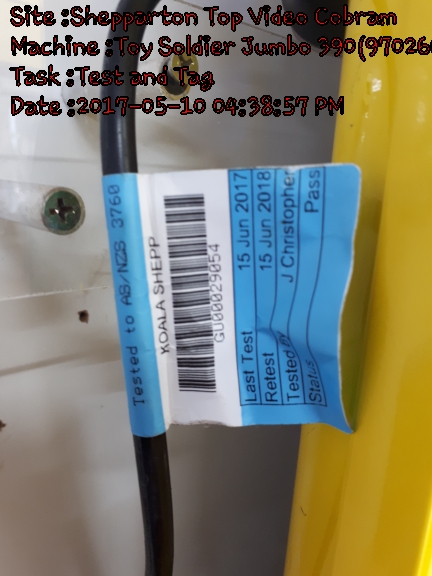 Site :Shepparton Top Video Cobram
Machine :Toy Soldier Jumbo 390(97026
Task :Test and Tag
Date :2017-05-10 04:38:57 PM
Tested to AS/NZS 3760
KOALA SHEPP
GU00029054
Last Test 15 Jun 2017
Retest 15 Jun 2018
Tested by J Christopher
Status Pass